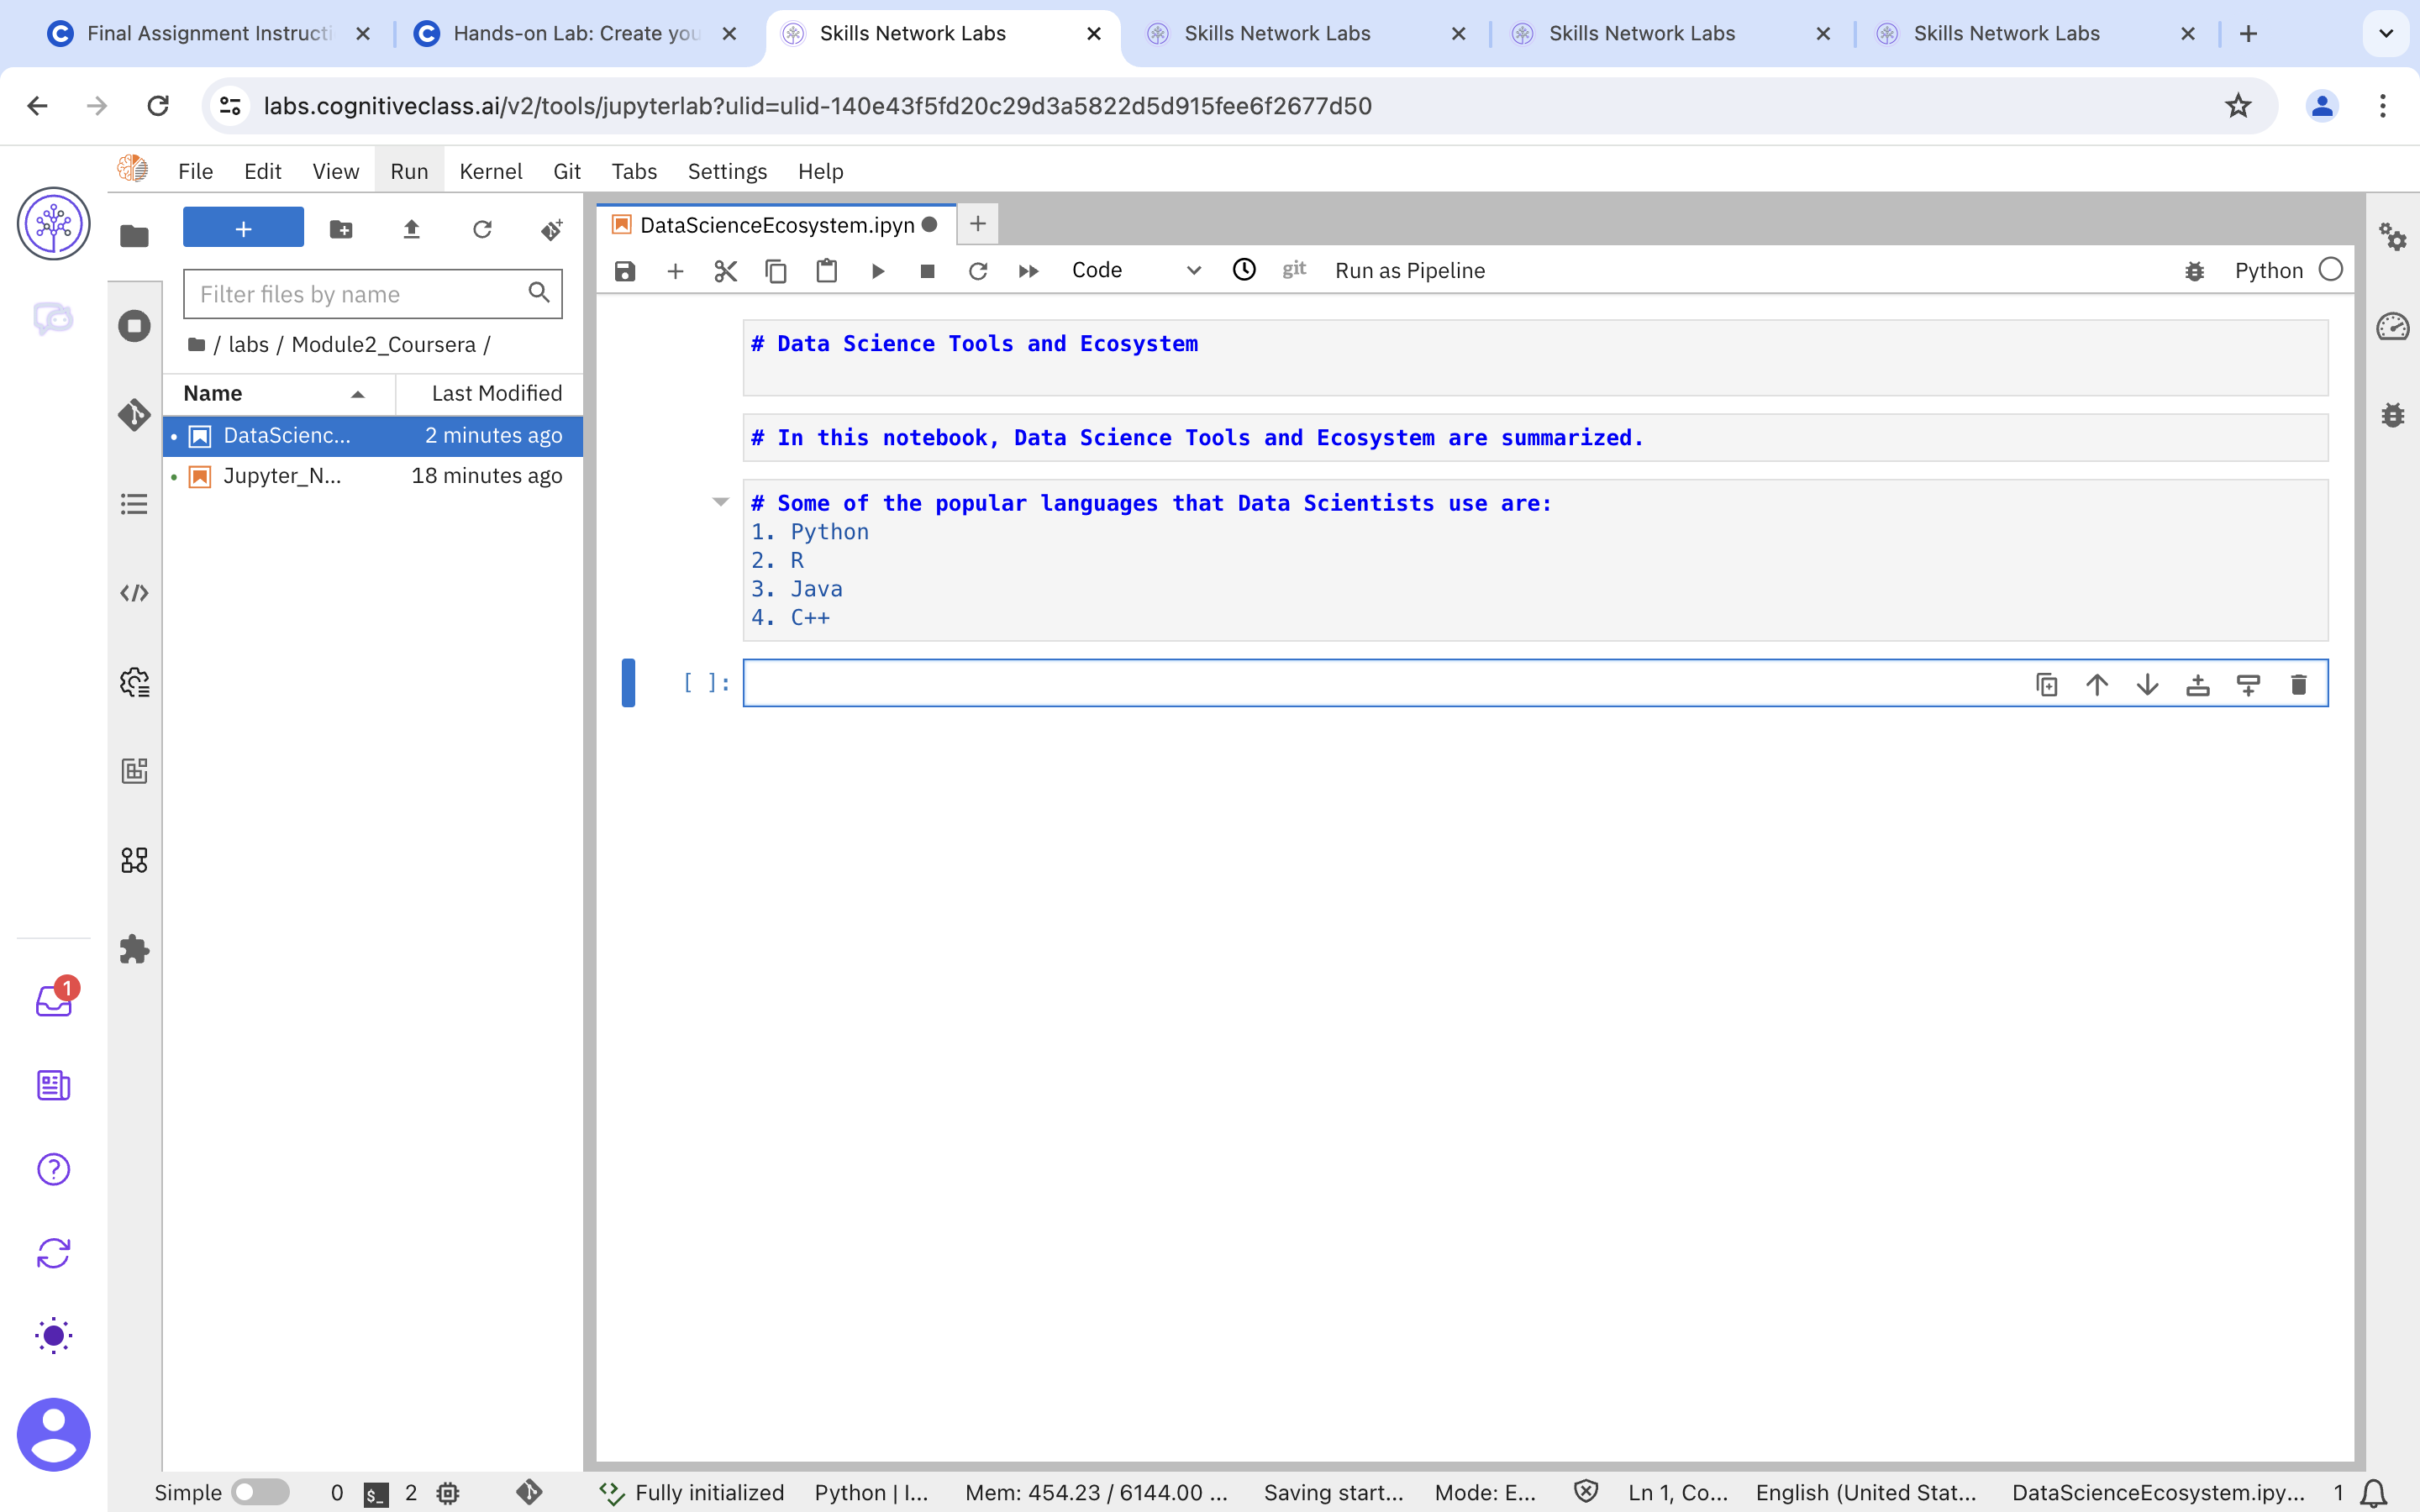 Final Assignment Instructi
Hands-on Lab: Create you
Skills Network Labs
Skills Network Labs
Skills Network Labs
Skills Network Labs
labs.cognitiveclass.ai/v2/tools/jupyterlab?ulid=ulid-140e43f5fd20c29d3a5822d5d915fee6f2677d50
File Edit View Run Kernel Git Tabs Settings Help
DataScienceEcosystem.ipyn
Code
git
Run as Pipeline
Python
Filter files by name
/ labs / Module2_Coursera /
Name Last Modified
DataScienc... 2 minutes ago
Jupyter_N... 18 minutes ago
# Data Science Tools and Ecosystem
# In this notebook, Data Science Tools and Ecosystem are summarized.
# Some of the popular languages that Data Scientists use are:
1. Python
2. R
3. Java
4. C++
[ ]:
1
Simple 0 $_ 2 Fully initialized Python | I... Mem: 454.23 / 6144.00 ... Saving start... Mode: E... Ln 1, Co... English (United Stat... DataScienceEcosystem.ipy... 1